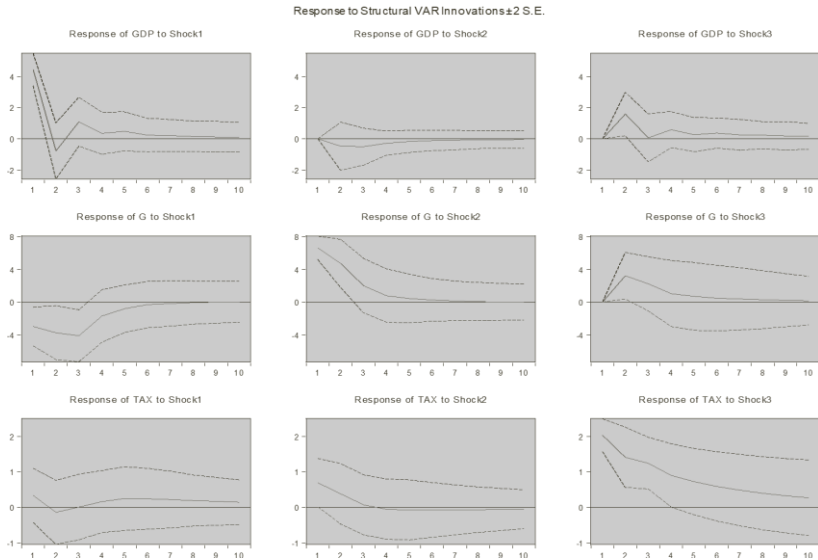 Response to Structural VAR Innovations ± 2 S.E.
Response of GDP to Shock1
Response of GDP to Shock2
Response of GDP to Shock3
4
2
0
-2
1 2 3 4 5 6 7 8 9 10
4
2
0
-2
1 2 3 4 5 6 7 8 9 10
4
2
0
-2
1 2 3 4 5 6 7 8 9 10
Response of G to Shock1
Response of G to Shock2
Response of G to Shock3
8
4
0
-4
1 2 3 4 5 6 7 8 9 10
8
4
0
-4
1 2 3 4 5 6 7 8 9 10
8
4
0
-4
1 2 3 4 5 6 7 8 9 10
Response of TAX to Shock1
Response of TAX to Shock2
Response of TAX to Shock3
2
1
0
-1
1 2 3 4 5 6 7 8 9 10
2
1
0
-1
1 2 3 4 5 6 7 8 9 10
2
1
0
-1
1 2 3 4 5 6 7 8 9 10